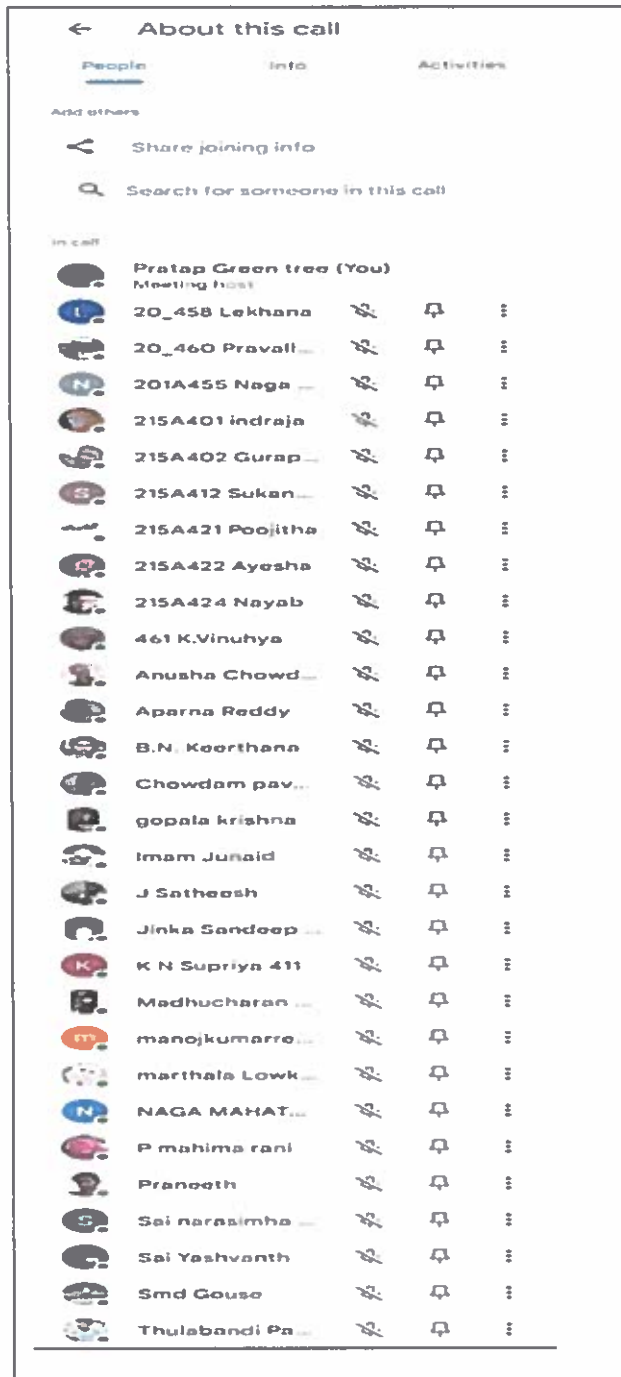 ← About this call
People Info Activities
Add others
Share joining info
Search for someone in this call
In call
Pratap Green tree (You)
Meeting host
L 20_458 Lekhana
20_460 Pravall...
N 201A455 Naga ...
215A401 indraja
215A402 Gurap...
S 215A412 Sukan...
215A421 Poojitha
215A422 Ayesha
215A424 Nayab
461 K.Vinuhya
Anusha Chowd...
Aparna Reddy
B.N. Keerthana
Chowdam pav...
gopala krishna
Imam Junaid
J Satheesh
Jinka Sandeep ...
K K N Supriya 411
Madhucharan ...
m manojkumarre...
marthala Lowk...
N NAGA MAHAT...
P mahima rani
Praneeth
S Sai narasimha ...
Sai Yashvanth
Smd Gouse
Thulabandi Pa...